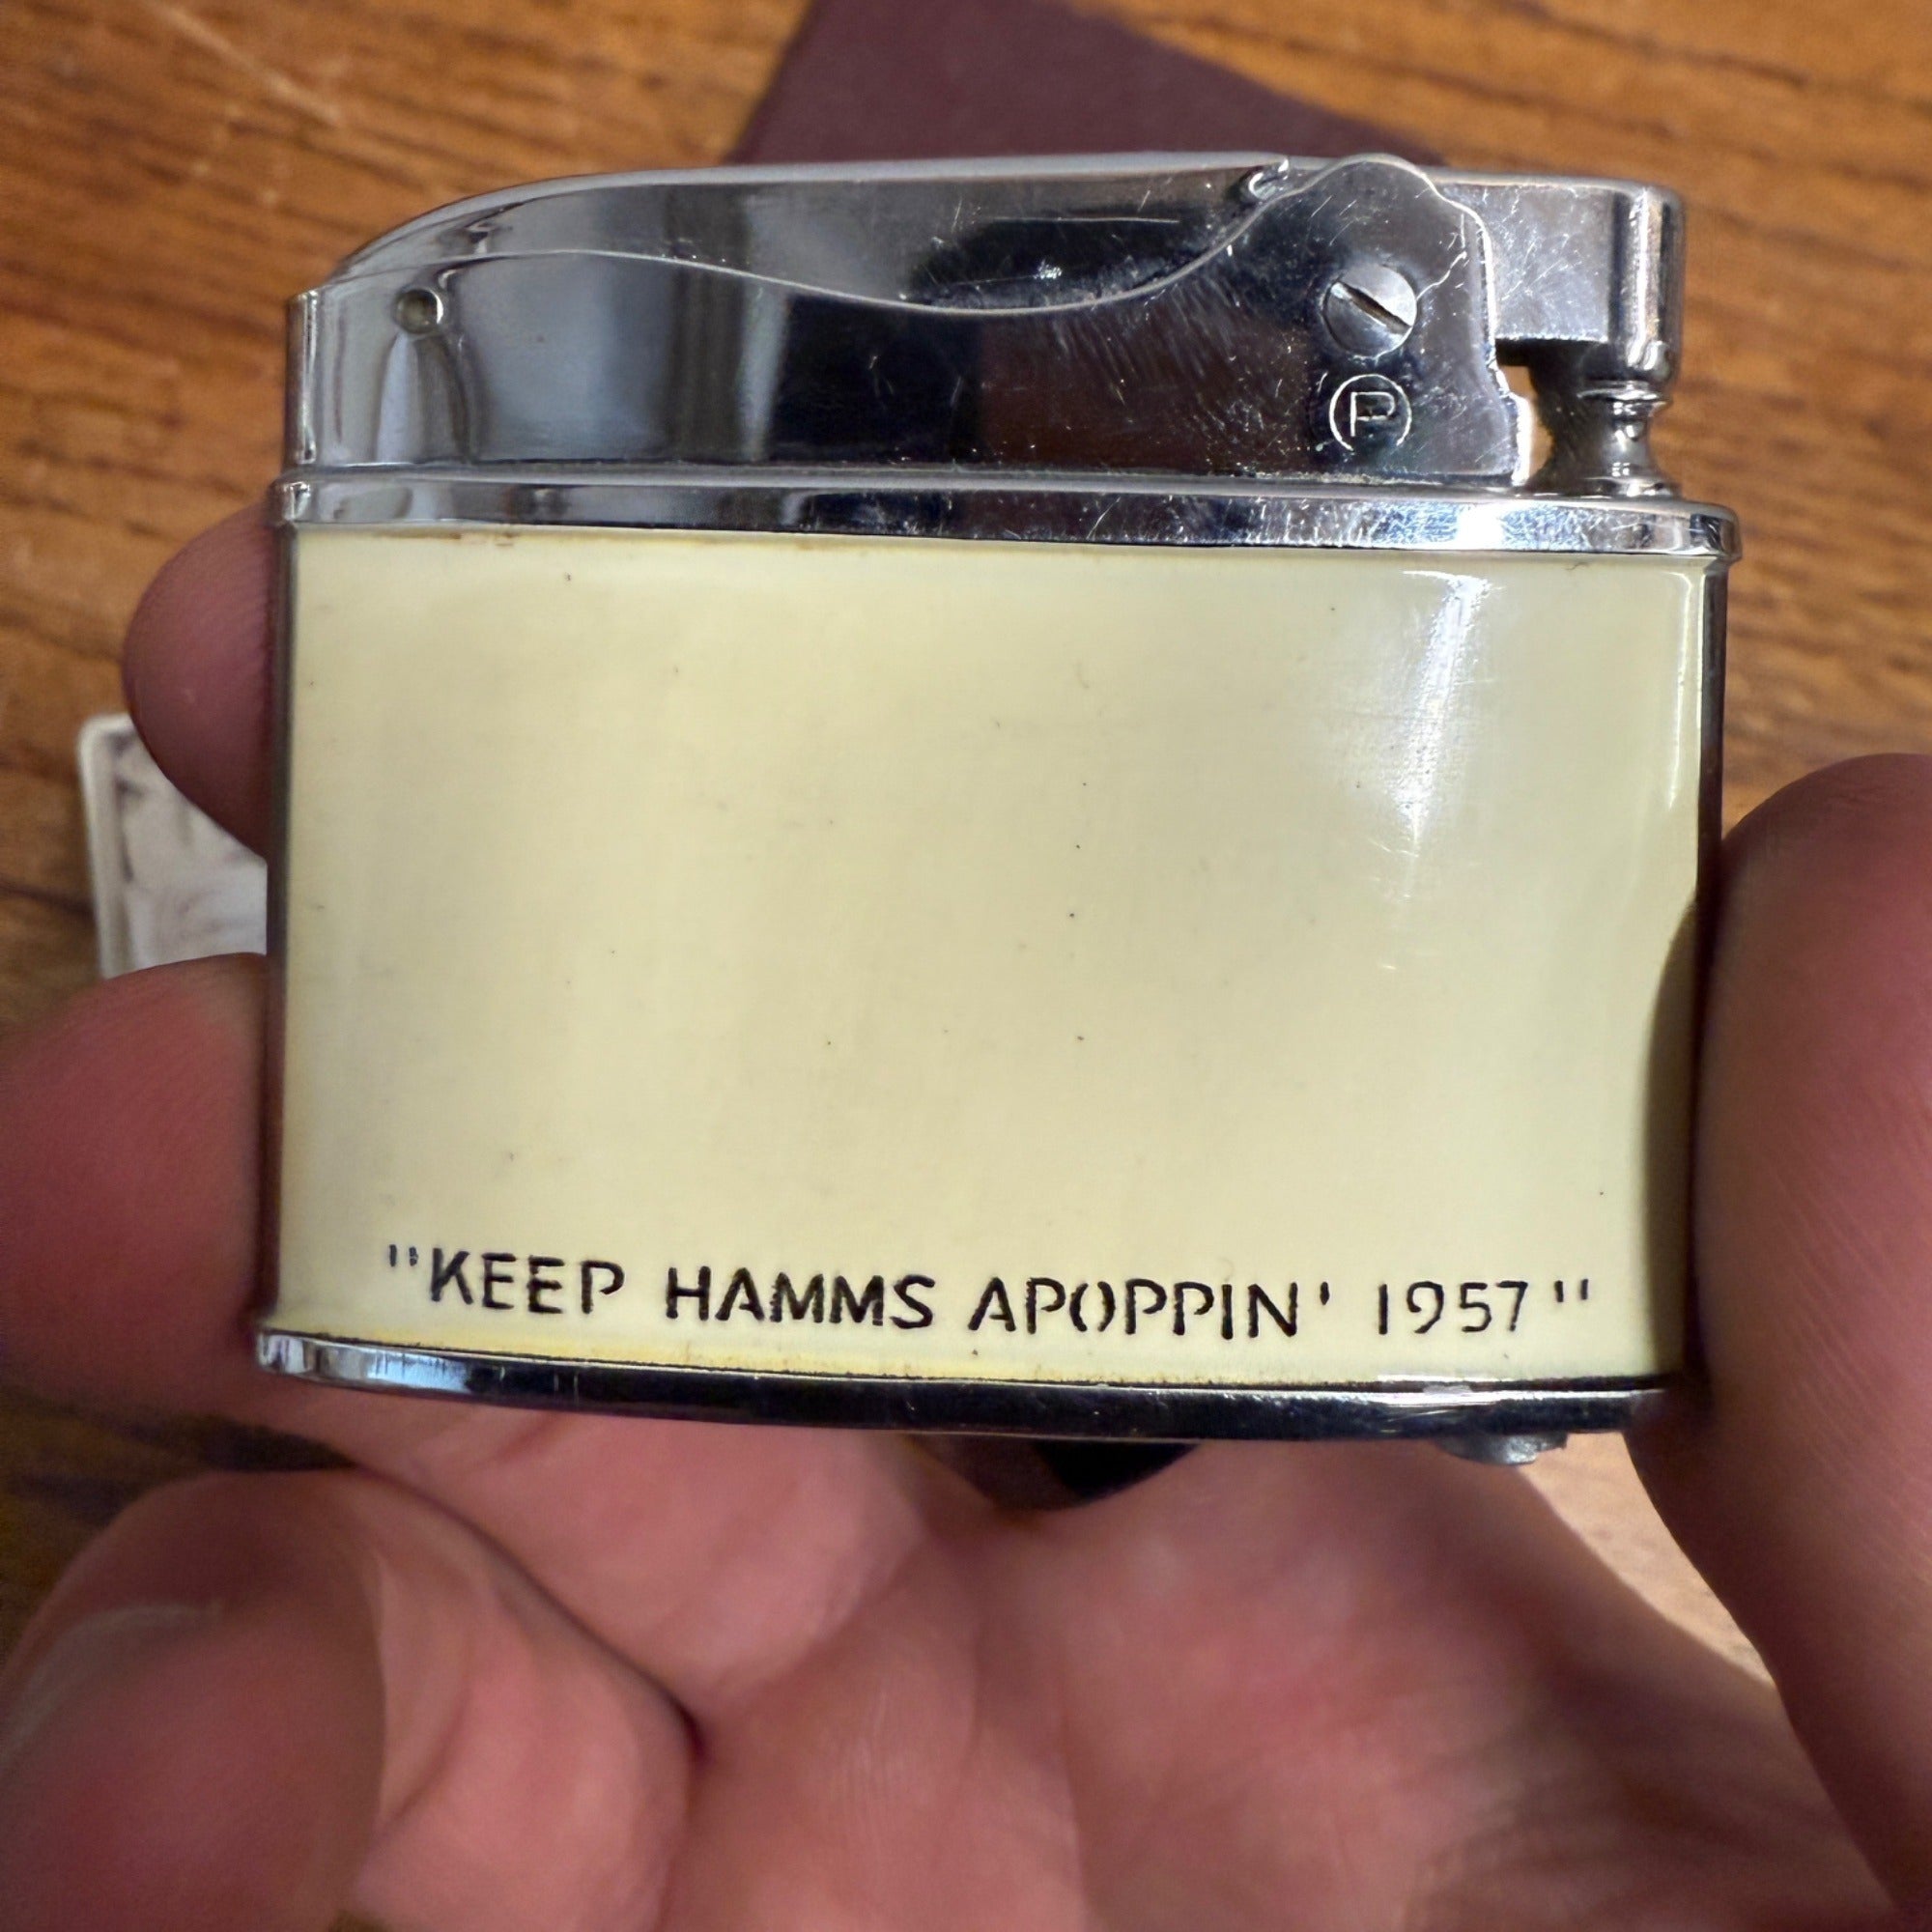 P
"KEEP HAMMS APOPPIN' 1957"